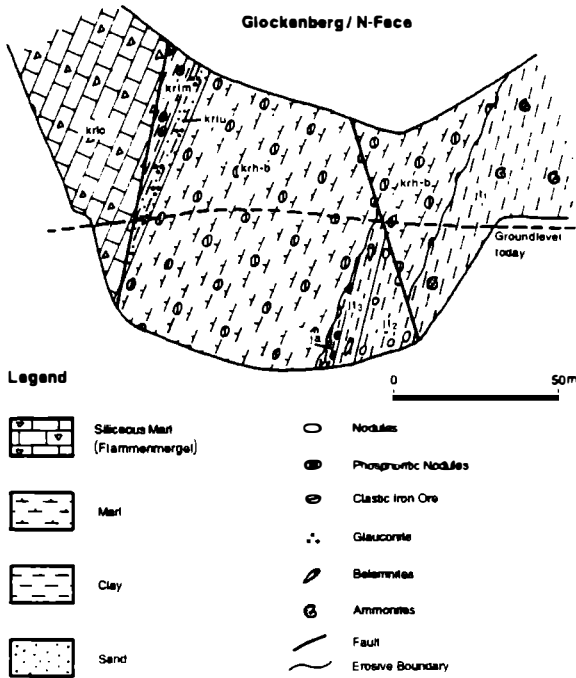 Glockenberg / N-Face
krlm
krlu
krlo
krh-b
krh-b
Groundlevel
today
0 50m
Legend
Siliceous Marl
(Flammenmergel)
Marl
Clay
Sand
Nodules
Phosphoritic Nodules
Clastic Iron Ore
Glauconite
Belemnites
Ammonites
Fault
Erosive Boundary